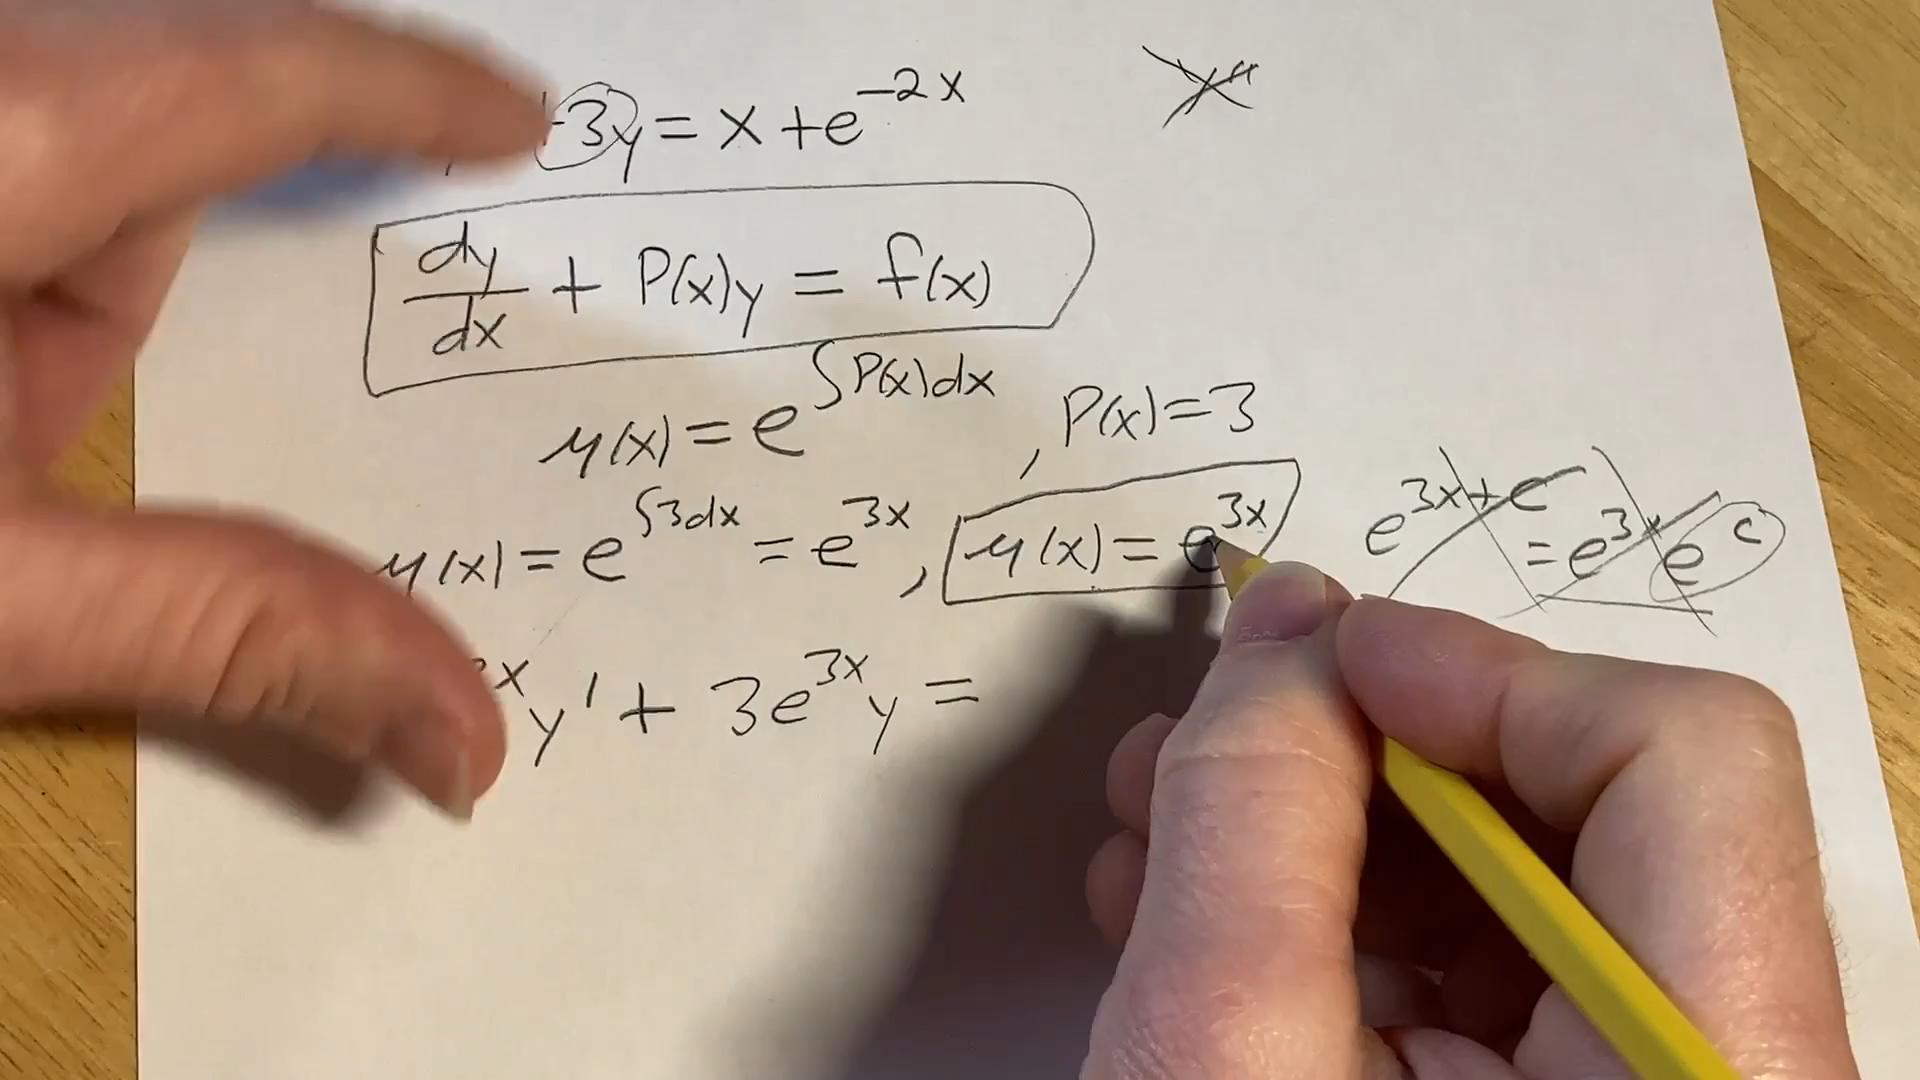 +3y = x + e^{-2x}
y"
dy/dx + P(x)y = f(x)
μ(x) = e^{∫P(x)dx} , P(x) = 3
μ(x) = e^{∫3dx} = e^{3x} , μ(x) = e^{3x}
e^{3x+c} = e^{3x} e^{c}
x y' + 3e^{3x}y =